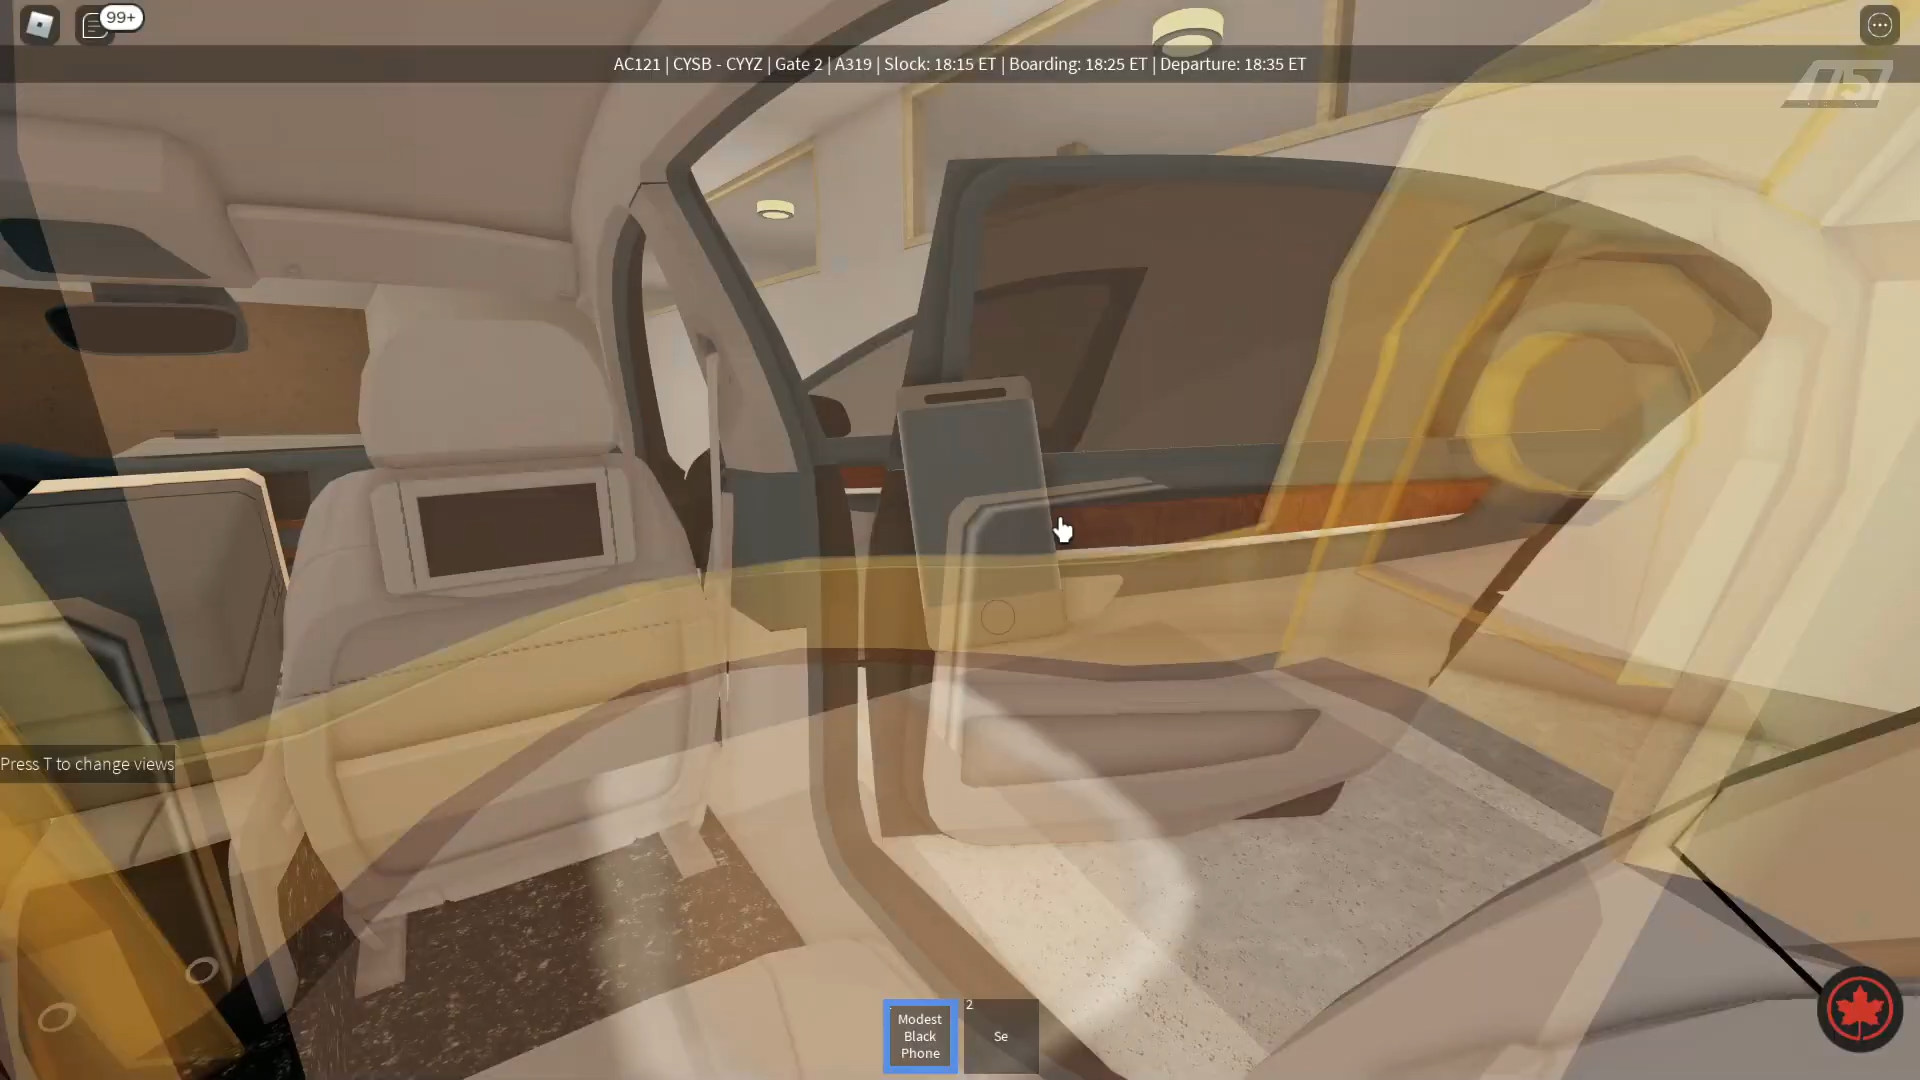 99+
AC121 | CYSB - CYYZ | Gate 2 | A319 | Slock: 18:15 ET | Boarding: 18:25 ET | Departure: 18:35 ET
757
Press T to change views
Modest
Black
Phone
2
Se